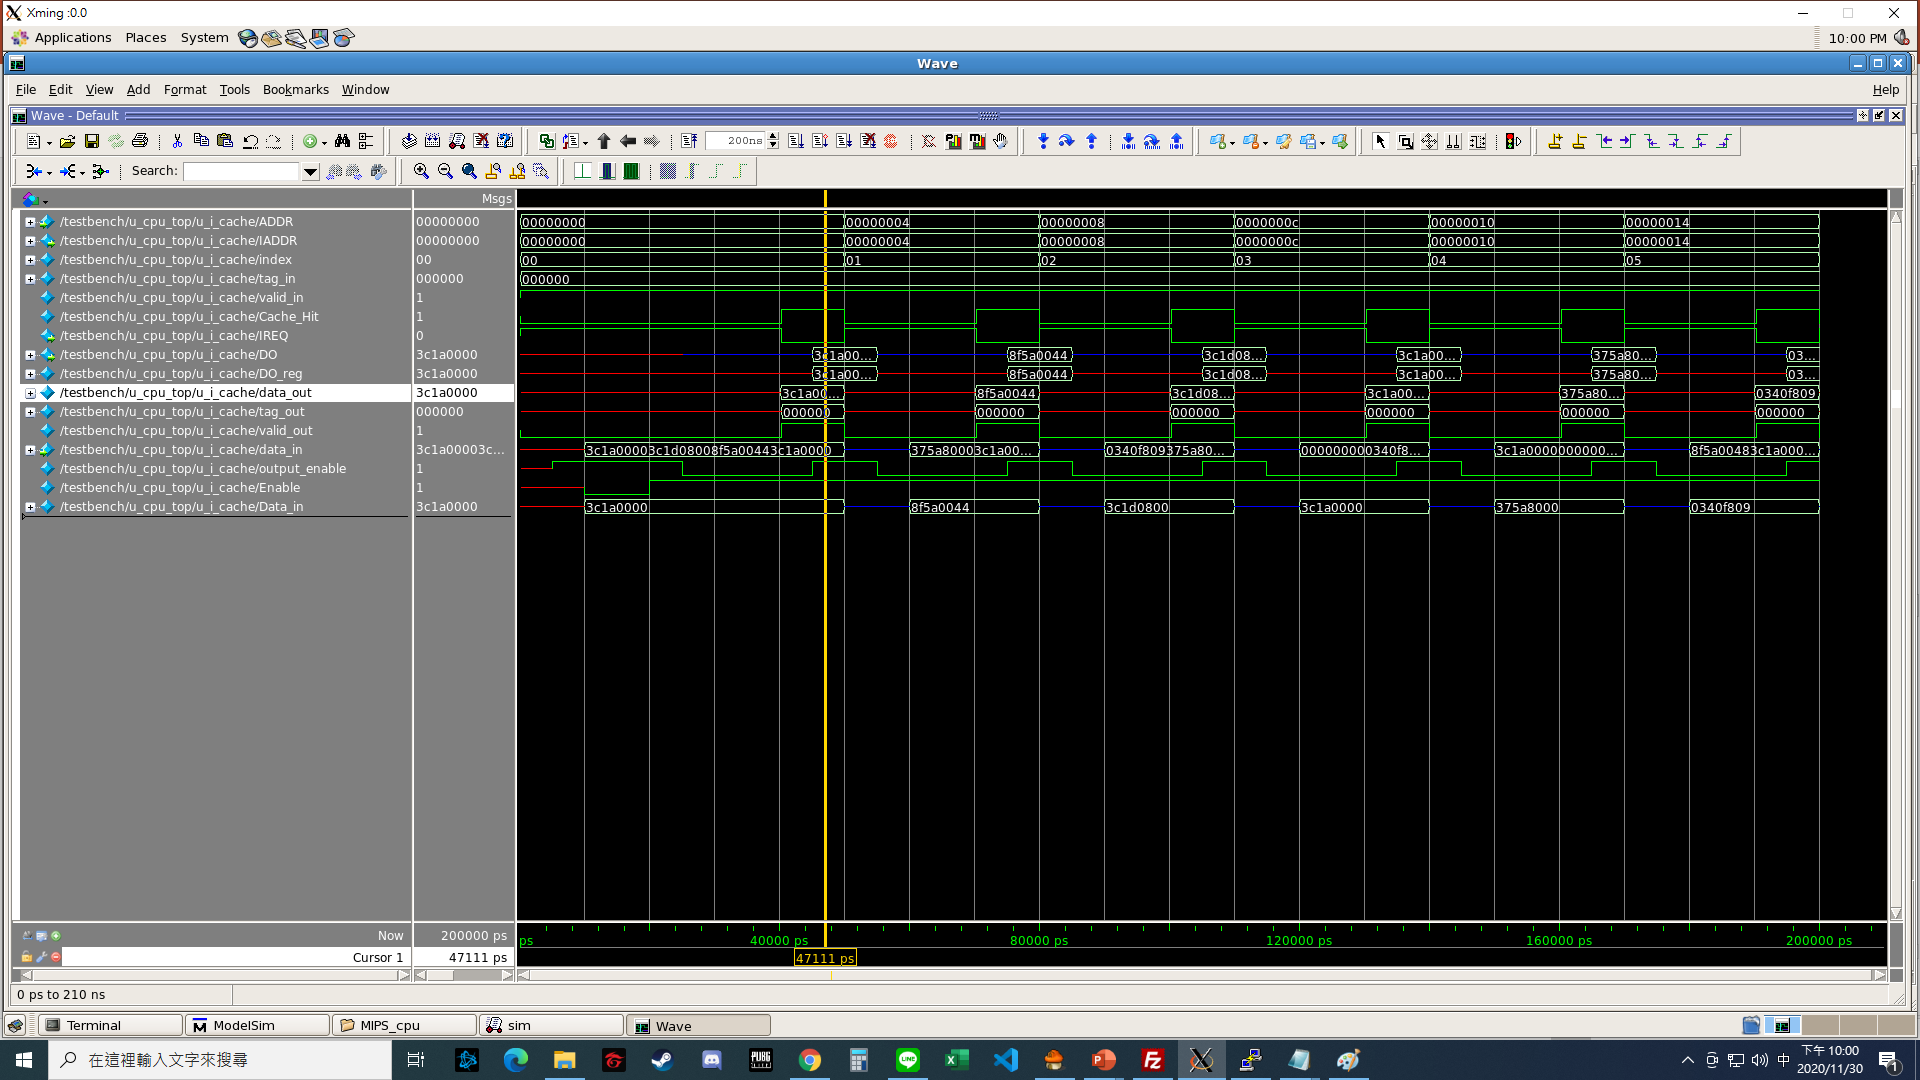 Xming :0.0
Applications Places System 10:00 PM
Wave
File Edit View Add Format Tools Bookmarks Window Help
Wave - Default
200ns
Search:
Msgs
/testbench/u_cpu_top/u_i_cache/ADDR 00000000 00000000 00000004 00000008 0000000c 00000010 00000014
/testbench/u_cpu_top/u_i_cache/IADDR 00000000 00000000 00000004 00000008 0000000c 00000010 00000014
/testbench/u_cpu_top/u_i_cache/index 00 00 01 02 03 04 05
/testbench/u_cpu_top/u_i_cache/tag_in 000000 000000
/testbench/u_cpu_top/u_i_cache/valid_in 1
/testbench/u_cpu_top/u_i_cache/Cache_Hit 1
/testbench/u_cpu_top/u_i_cache/IREQ 0
/testbench/u_cpu_top/u_i_cache/DO 3c1a0000 3c1a00... 8f5a0044 3c1d08... 3c1a00... 375a80... 03...
/testbench/u_cpu_top/u_i_cache/DO_reg 3c1a0000 3c1a00... 8f5a0044 3c1d08... 3c1a00... 375a80... 03...
/testbench/u_cpu_top/u_i_cache/data_out 3c1a0000 3c1a00... 8f5a0044 3c1d08... 3c1a00... 375a80... 0340f809
/testbench/u_cpu_top/u_i_cache/tag_out 000000 000000 000000 000000 000000 000000 000000
/testbench/u_cpu_top/u_i_cache/valid_out 1
/testbench/u_cpu_top/u_i_cache/data_in 3c1a00003c... 3c1a00003c1d08008f5a00443c1a0000 375a80003c1a00... 0340f809375a80... 000000000340f8... 3c1a0000000000... 8f5a00483c1a000...
/testbench/u_cpu_top/u_i_cache/output_enable 1
/testbench/u_cpu_top/u_i_cache/Enable 1
/testbench/u_cpu_top/u_i_cache/Data_in 3c1a0000 3c1a0000 8f5a0044 3c1d0800 3c1a0000 375a8000 0340f809
Now 200000 ps ps 40000 ps 80000 ps 120000 ps 160000 ps 200000 ps
Cursor 1 47111 ps 47111 ps
0 ps to 210 ns
Terminal ModelSim MIPS_cpu sim Wave
在這裡輸入文字來搜尋 中 下午 10:00
2020/11/30